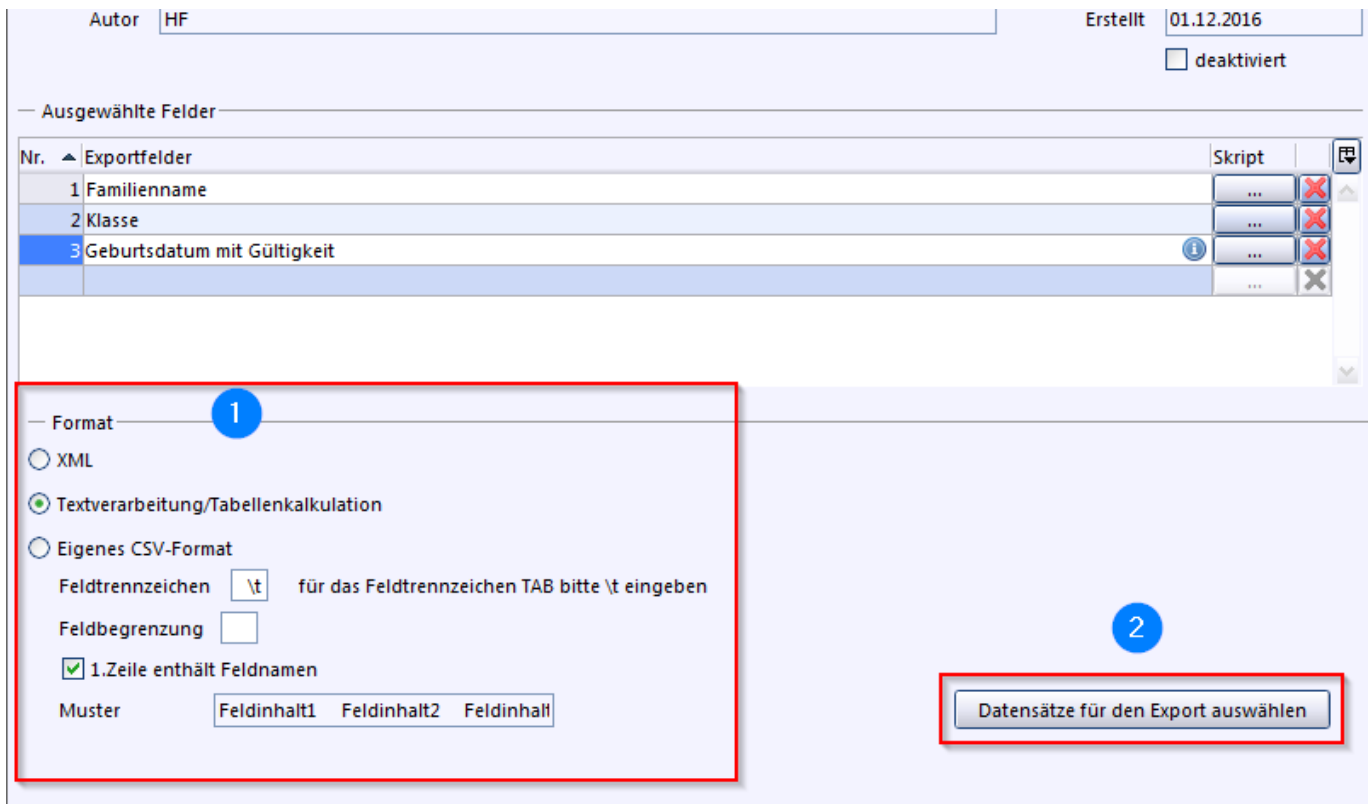 Autor HF Erstellt 01.12.2016
deaktiviert
Ausgewählte Felder
Nr. Exportfelder Skript
1 Familienname ...
2 Klasse ...
3 Geburtsdatum mit Gültigkeit i ...
...
1
Format
XML
Textverarbeitung/Tabellenkalkulation
Eigenes CSV-Format
Feldtrennzeichen \t für das Feldtrennzeichen TAB bitte \t eingeben
Feldbegrenzung
2
1.Zeile enthält Feldnamen
Muster Feldinhalt1 Feldinhalt2 Feldinhalt
Datensätze für den Export auswählen